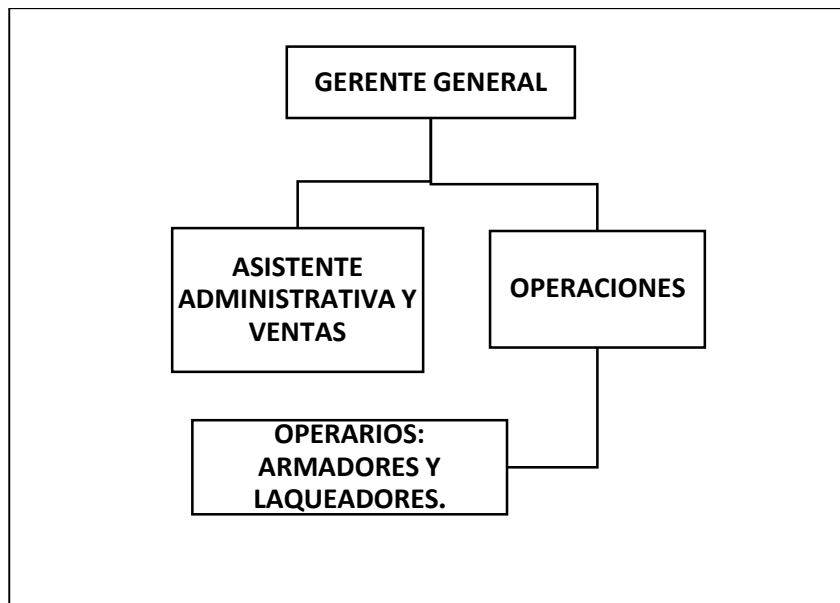 GERENTE GENERAL
ASISTENTE
ADMINISTRATIVA Y
VENTAS
OPERACIONES
OPERARIOS:
ARMADORES Y
LAQUEADORES.